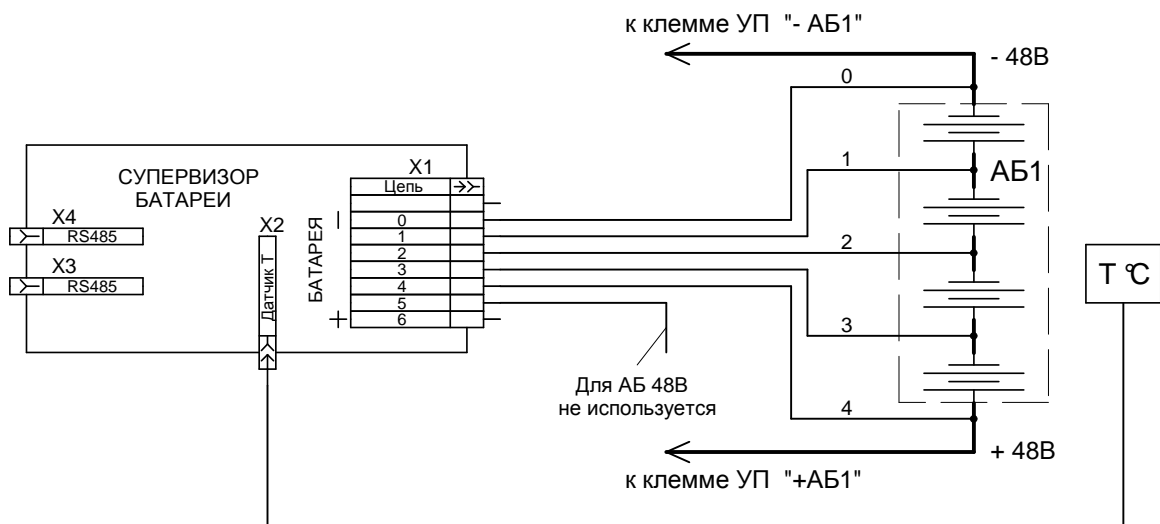 к клемме УП "- АБ1"
- 48В
0
СУПЕРВИЗОР
БАТАРЕИ
X1
Цепь
1
АБ1
X4
RS485
X2
БАТАРЕЯ
–
0
1
2
3
4
5
+
6
2
X3
RS485
Датчик Т
T °C
3
Для АБ 48В
не используется
4
+ 48В
к клемме УП "+АБ1"